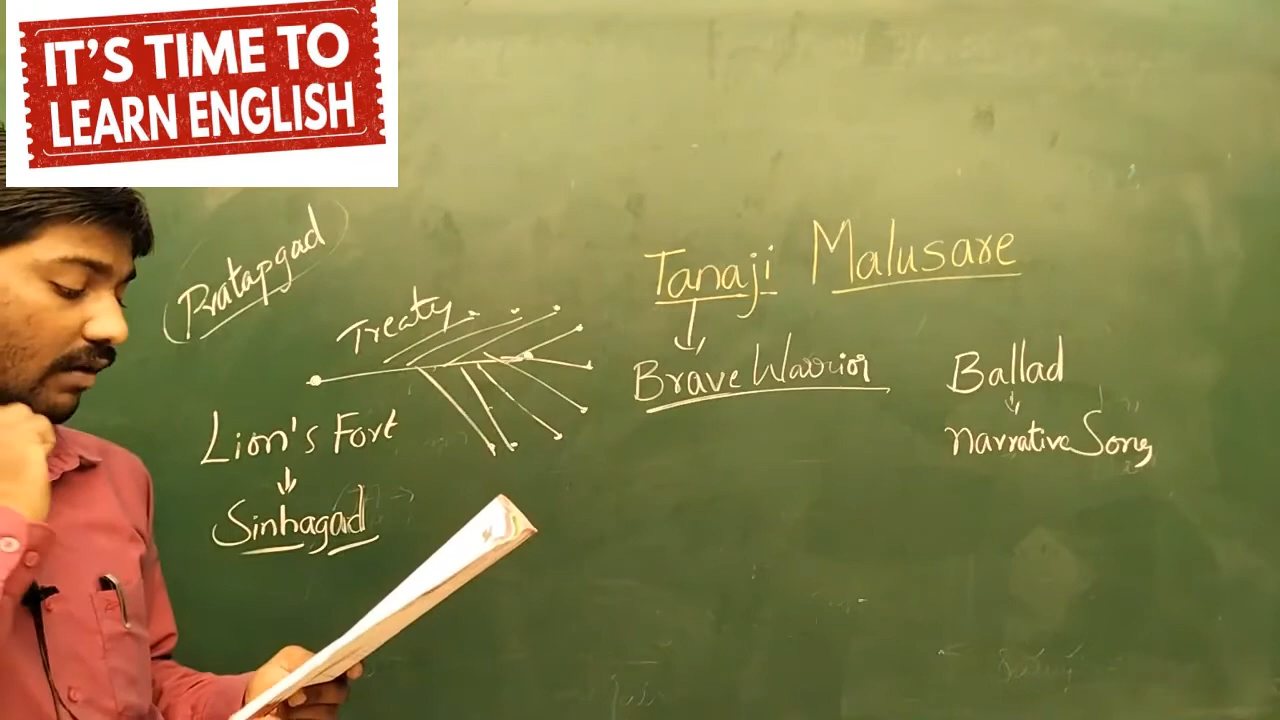 IT'S TIME TO
LEARN ENGLISH
Pratapgad
Treaty
Lion's Fort
Sinhagad
Tanaji Malusare
Brave Warrior
Ballad
narrative Song